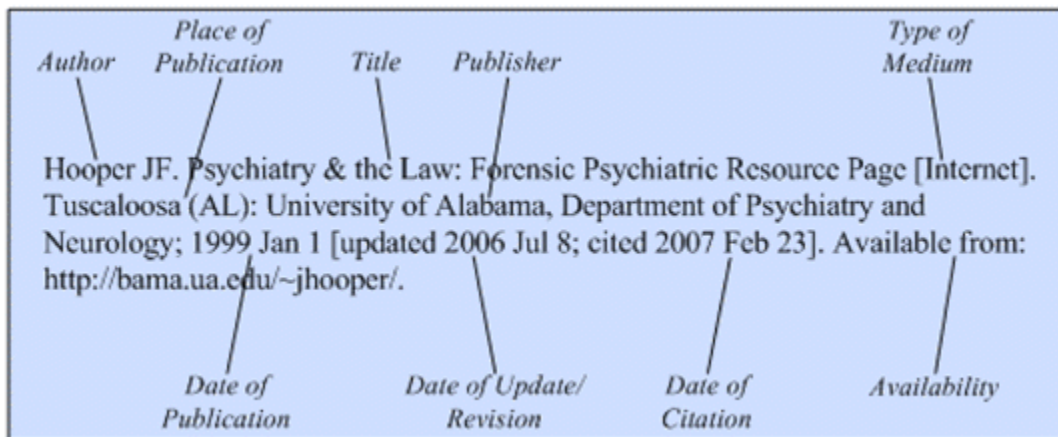 Place of
Type of
Author Publication Title Publisher Medium
Hooper JF. Psychiatry & the Law: Forensic Psychiatric Resource Page [Internet].
Tuscaloosa (AL): University of Alabama, Department of Psychiatry and
Neurology; 1999 Jan 1 [updated 2006 Jul 8; cited 2007 Feb 23]. Available from:
http://bama.ua.edu/~jhooper/.
Date of Date of Update/ Date of Availability
Publication Revision Citation